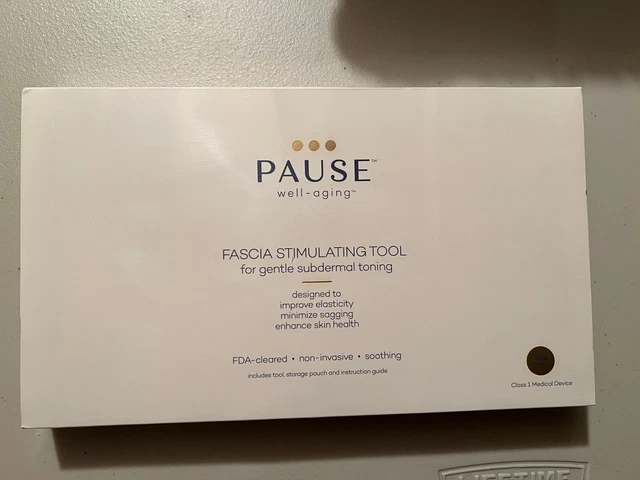 PAUSE™
well-aging™
FASCIA STIMULATING TOOL
for gentle subdermal toning
designed to
improve elasticity
minimize sagging
enhance skin health
FDA-cleared • non-invasive • soothing
includes tool, storage pouch and instruction guide
Class 1 Medical Device
LIFETIME